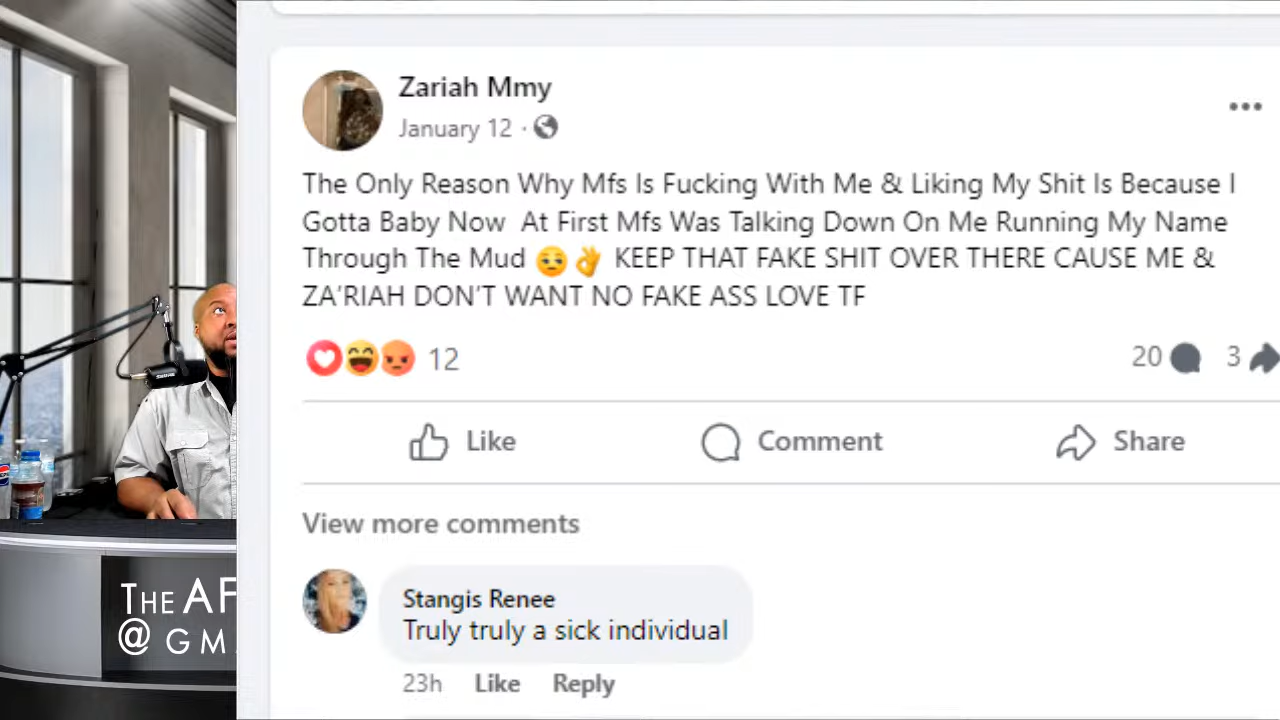 Zariah Mmy
January 12 ·
The Only Reason Why Mfs Is Fucking With Me & Liking My Shit Is Because I
Gotta Baby Now At First Mfs Was Talking Down On Me Running My Name
Through The Mud 😒👌 KEEP THAT FAKE SHIT OVER THERE CAUSE ME &
ZA'RIAH DON'T WANT NO FAKE ASS LOVE TF
12
20 3
Like Comment Share
View more comments
Stangis Renee
Truly truly a sick individual
23h Like Reply
THE AF
@ GM